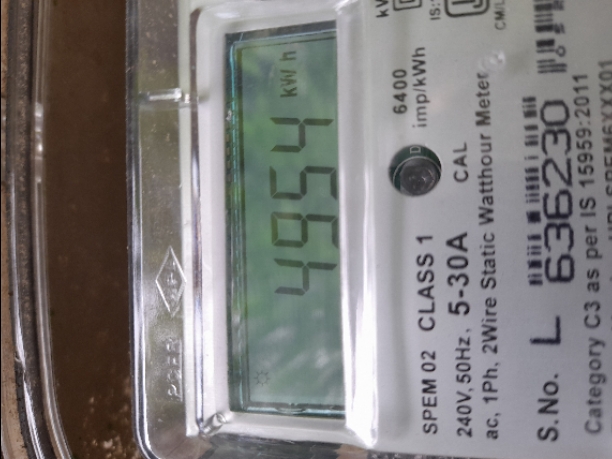 4954 kWh
6400
imp/kWh
SPEM 02 CLASS 1
240V, 50Hz, 5-30A CAL
ac, 1Ph, 2Wire Static Watthour Meter
S.No. L 636230
Category C3 as per IS 15959:2011